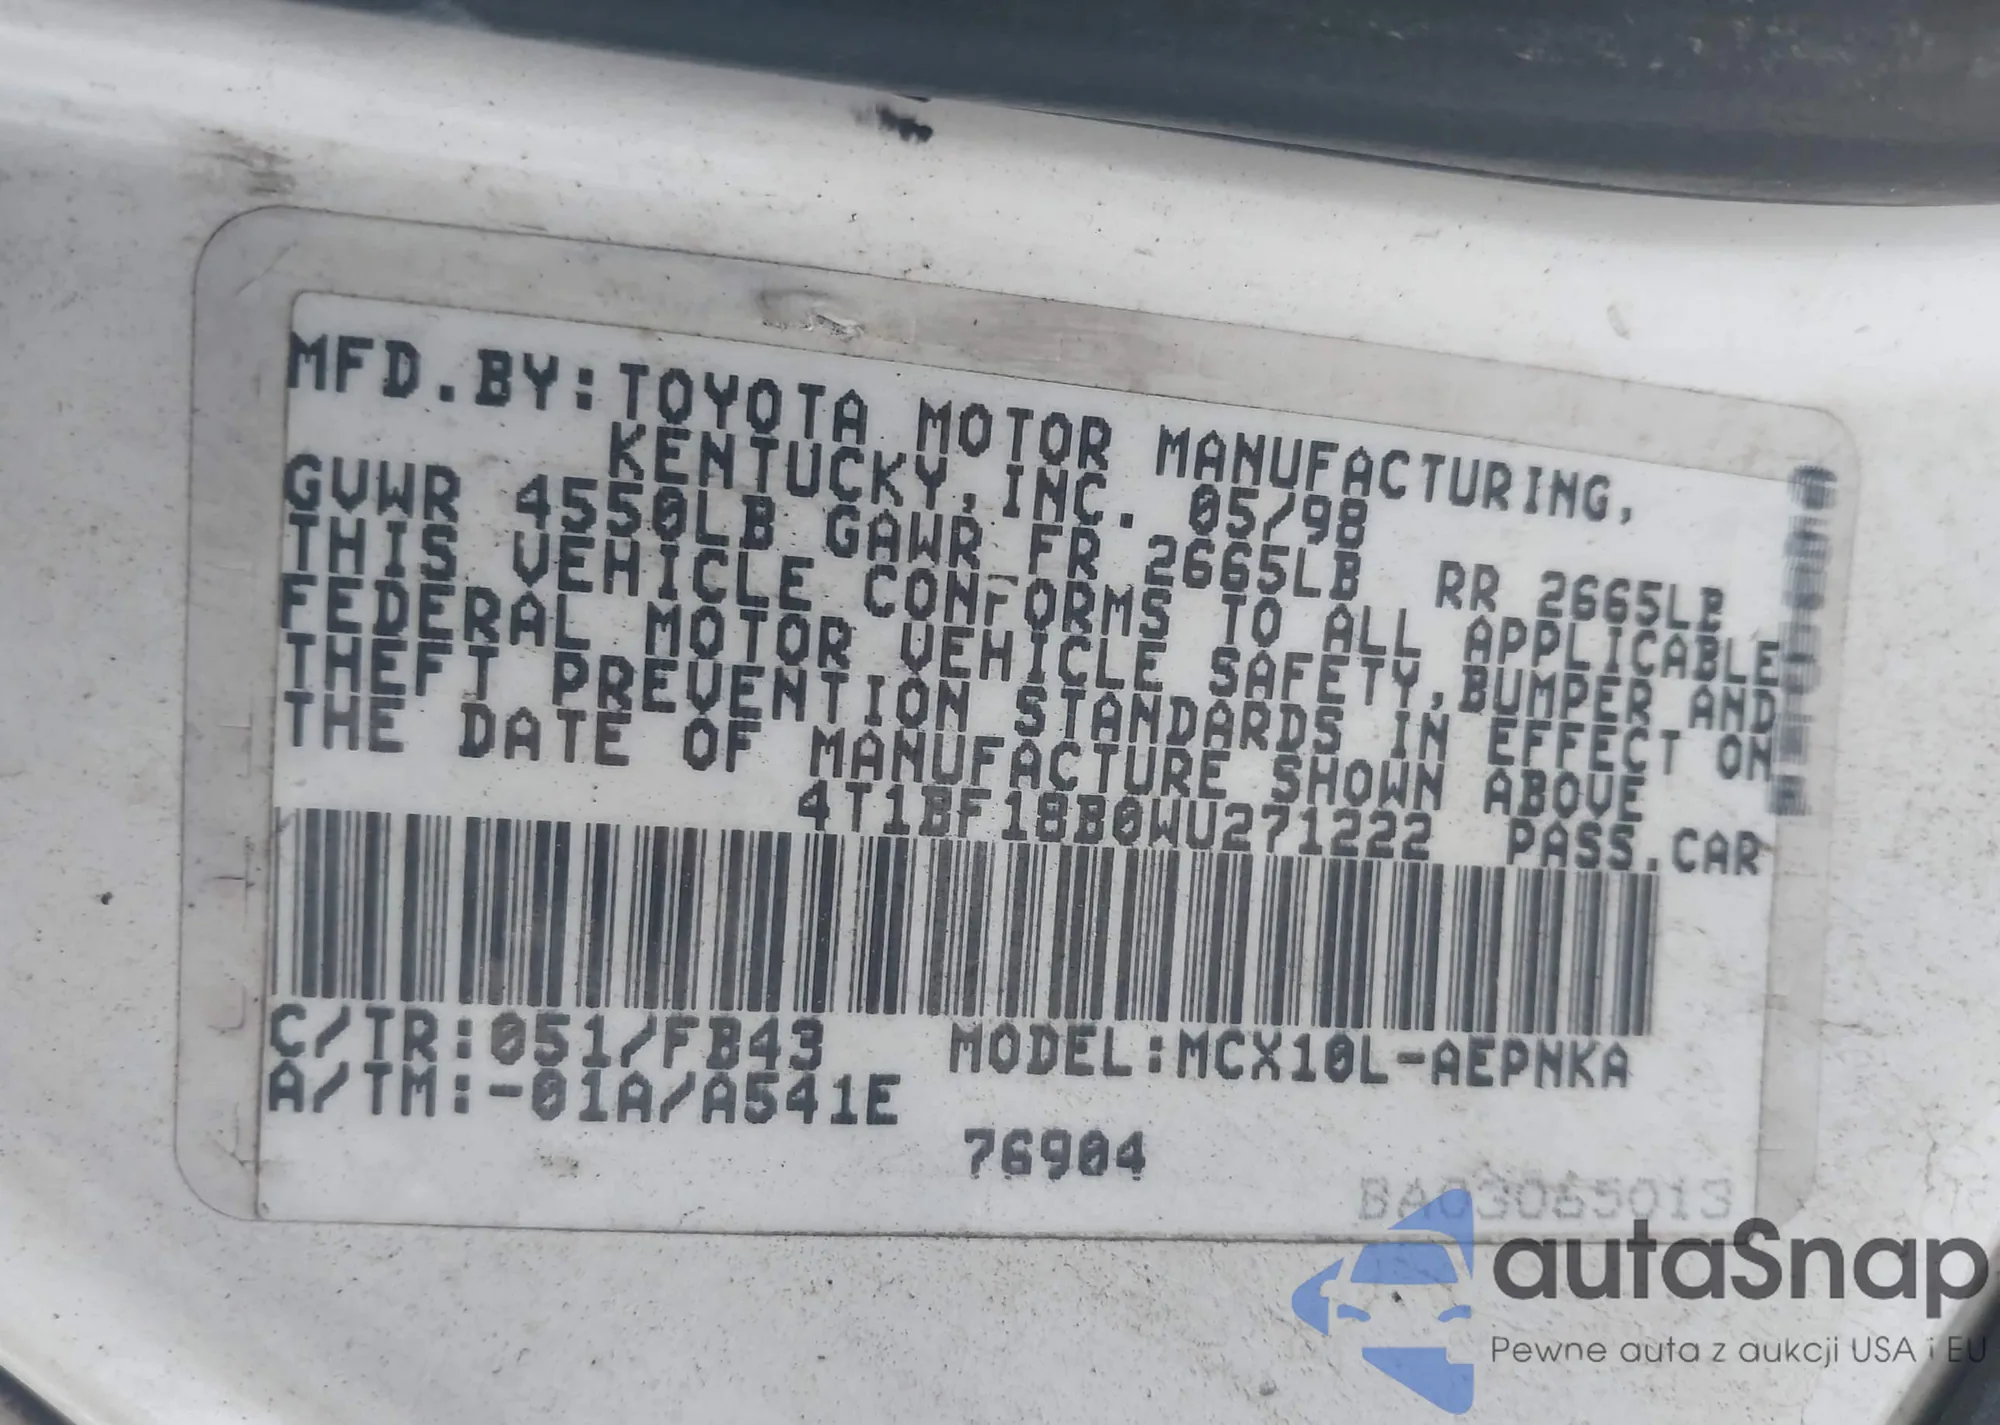 MFD.BY:TOYOTA MOTOR MANUFACTURING,
KENTUCKY,INC. 05/98
GVWR 4550LB GAWR FR 2665LB RR 2665LB
THIS VEHICLE CONFORMS TO ALL APPLICABLE
FEDERAL MOTOR VEHICLE SAFETY,BUMPER AND
THEFT PREVENTION STANDARDS IN EFFECT ON
THE DATE OF MANUFACTURE SHOWN ABOVE
4T1BF18B0WU271222 PASS.CAR
C/TR:051/FB43 MODEL:MCX10L-AEPNKA
A/TM:-01A/A541E
76904
BA03065013
autaSnap
Pewne auta z aukcji USA i EU